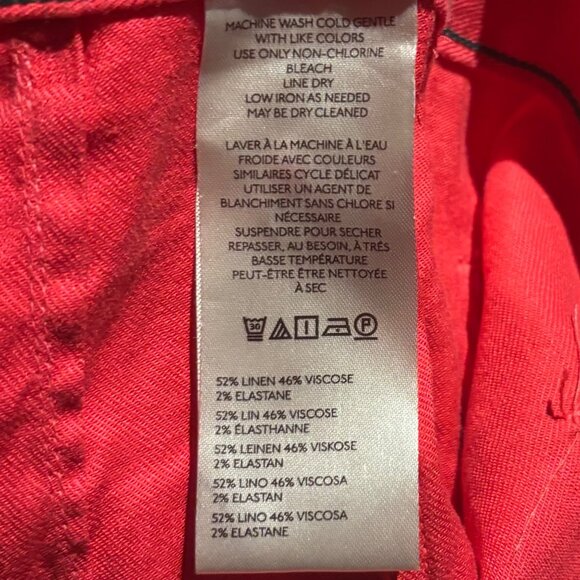 MACHINE WASH COLD GENTLE
WITH LIKE COLORS
USE ONLY NON-CHLORINE
BLEACH
LINE DRY
LOW IRON AS NEEDED
MAY BE DRY CLEANED
LAVER À LA MACHINE À L'EAU
FROIDE AVEC COULEURS
SIMILAIRES CYCLE DÉLICAT
UTILISER UN AGENT DE
BLANCHIMENT SANS CHLORE SI
NÉCESSAIRE
SUSPENDRE POUR SECHER
REPASSER, AU BESOIN, À TRÉS
BASSE TEMPÉRATURE
PEUT-ÊTRE ÊTRE NETTOYÉE
À SEC
30 P
52% LINEN 46% VISCOSE
2% ELASTANE
52% LIN 46% VISCOSE
2% ÉLASTHANNE
52% LEINEN 46% VISKOSE
2% ELASTAN
52% LINO 46% VISCOSA
2% ELASTAN
52% LINO 46% VISCOSA
2% ELASTANE